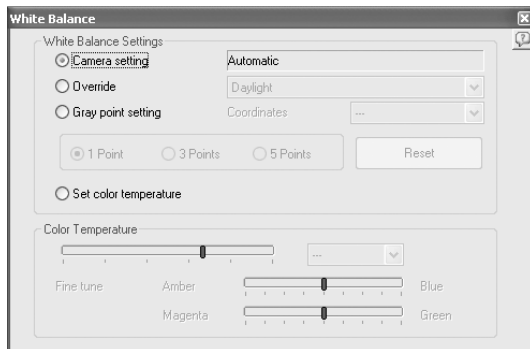 White Balance
White Balance Settings
Camera setting Automatic
Override Daylight
Gray point setting Coordinates ---
1 Point 3 Points 5 Points Reset
Set color temperature
Color Temperature
---
Fine tune Amber Blue
Magenta Green